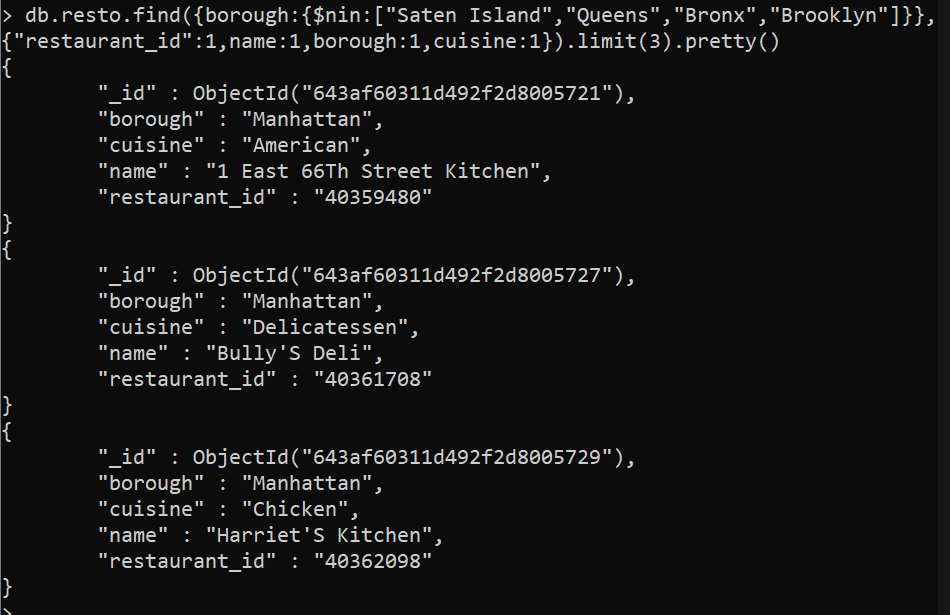 > db.resto.find({borough:{$nin:["Saten Island","Queens","Bronx","Brooklyn"]}},
{"restaurant_id":1,name:1,borough:1,cuisine:1}).limit(3).pretty()
{
"_id" : ObjectId("643af60311d492f2d8005721"),
"borough" : "Manhattan",
"cuisine" : "American",
"name" : "1 East 66Th Street Kitchen",
"restaurant_id" : "40359480"
}
{
"_id" : ObjectId("643af60311d492f2d8005727"),
"borough" : "Manhattan",
"cuisine" : "Delicatessen",
"name" : "Bully'S Deli",
"restaurant_id" : "40361708"
}
{
"_id" : ObjectId("643af60311d492f2d8005729"),
"borough" : "Manhattan",
"cuisine" : "Chicken",
"name" : "Harriet'S Kitchen",
"restaurant_id" : "40362098"
}
>